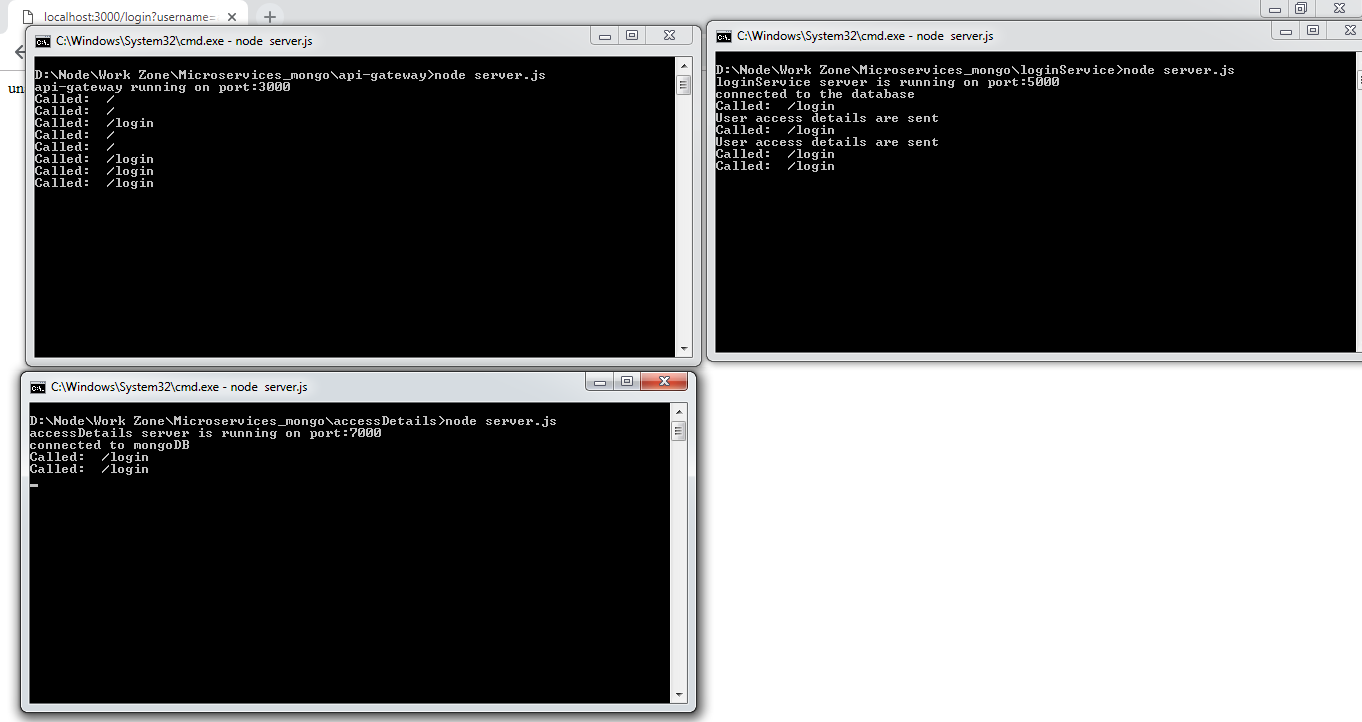 localhost:3000/login?username=
un
C:\Windows\System32\cmd.exe - node  server.js
D:\Node\Work Zone\Microservices_mongo\api-gateway>node server.js
api-gateway running on port:3000
Called:  /
Called:  /
Called:  /login
Called:  /
Called:  /
Called:  /login
Called:  /login
Called:  /login
C:\Windows\System32\cmd.exe - node  server.js
D:\Node\Work Zone\Microservices_mongo\loginService>node server.js
loginService server is running on port:5000
connected to the database
Called:  /login
User access details are sent
Called:  /login
User access details are sent
Called:  /login
Called:  /login
C:\Windows\System32\cmd.exe - node  server.js
D:\Node\Work Zone\Microservices_mongo\accessDetails>node server.js
accessDetails server is running on port:7000
connected to mongoDB
Called:  /login
Called:  /login